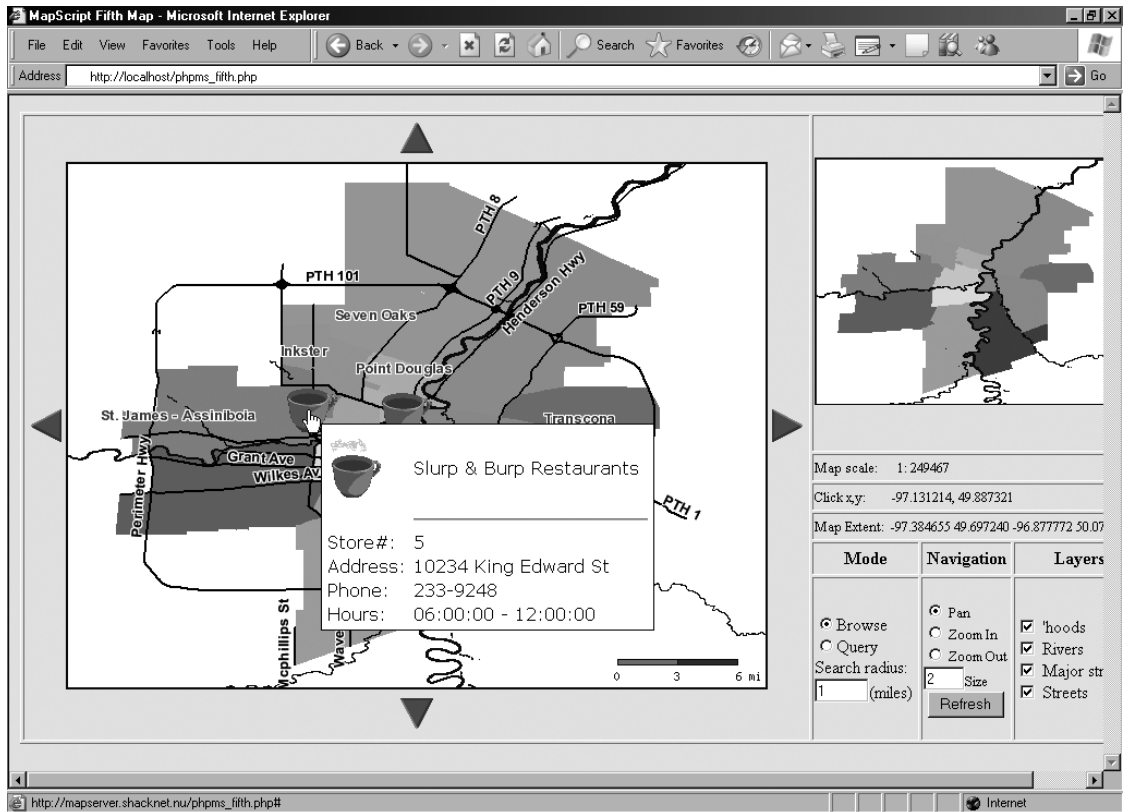 MapScript Fifth Map - Microsoft Internet Explorer
File Edit View Favorites Tools Help
Back Search Favorites
Address http://localhost/phpms_fifth.php Go
PTH 8
PTH 101
PTH 9
Henderson Hwy
PTH 59
Seven Oaks
Inkster
Point Douglas
St. James - Assiniboia
Transcona
Grant Ave
Wilkes Av
Perimeter Hwy
PTH 1
Mcphillips St
Wave
Slurp & Burp Restaurants
Store#: 5
Address: 10234 King Edward St
Phone: 233-9248
Hours: 06:00:00 - 12:00:00
0 3 6 mi
Map scale: 1: 249467
Click x,y: -97.131214, 49.887321
Map Extent: -97.384655 49.697240 -96.877772 50.07
Mode Navigation Layers
Browse
Query
Search radius:
1 (miles)
Pan
Zoom In
Zoom Out
2 Size
Refresh
'hoods
Rivers
Major str
Streets
http://mapserver.shacknet.nu/phpms_fifth.php# Internet